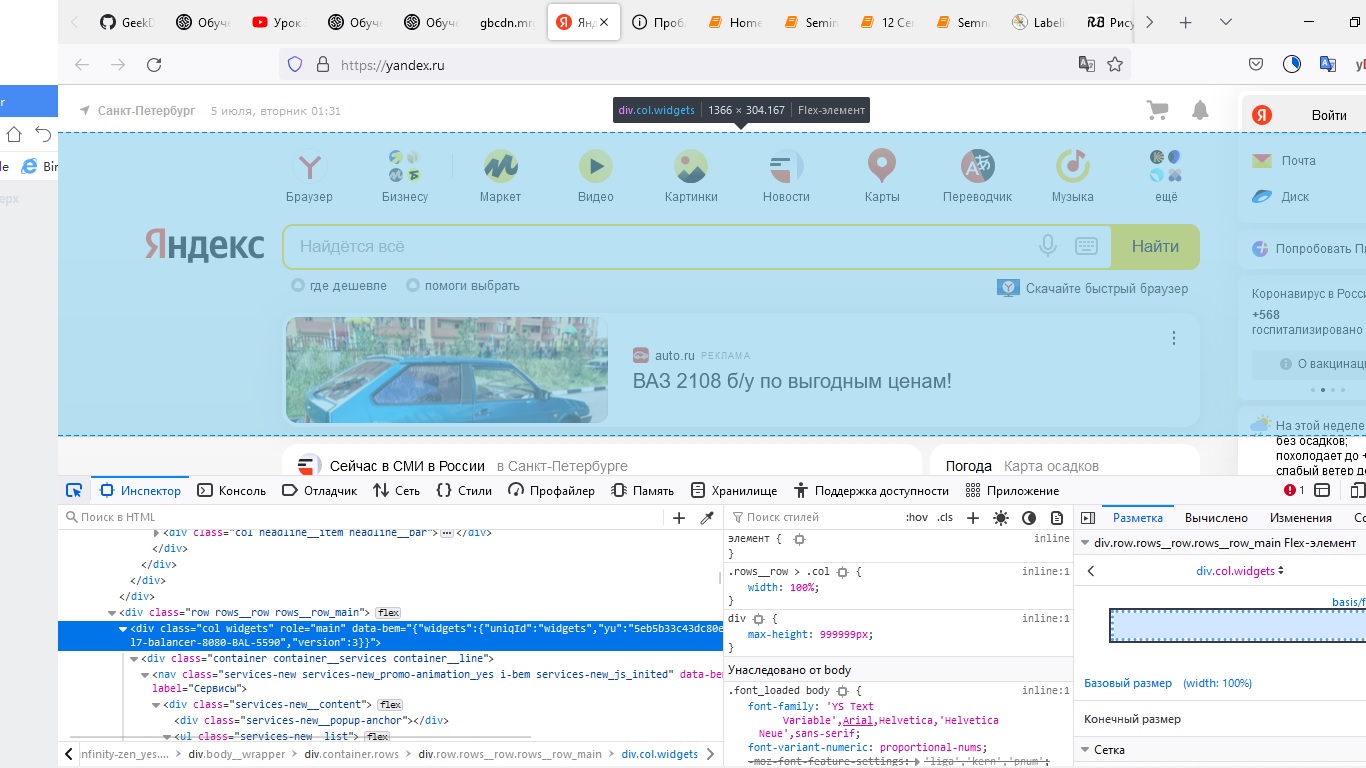 GeekD
Обуче
Урок
Обуче
Обуче
gbcdn.mrg
Янд
Проб
Home
Semin
12 Сег
Semna
Labeli
Рису
https://yandex.ru
Bir
Санкт-Петербург 5 июля, вторник 01:31
div.col.widgets 1366 × 304.167 Flex-элемент
Войти
Почта
Диск
Браузер Бизнесу Маркет Видео Картинки Новости Карты Переводчик Музыка ещё
Яндекс
Найдётся всё
Найти
где дешевле помоги выбрать
Скачайте быстрый браузер
Попробовать Пл
Коронавирус в Росси
+568
госпитализировано
О вакцинац
auto.ru РЕКЛАМА
ВАЗ 2108 б/у по выгодным ценам!
На этой неделе
без осадков;
похолодает до +
слабый ветер до
Сейчас в СМИ в России в Санкт-Петербурге
Погода Карта осадков
Инспектор Консоль Отладчик Сеть Стили Профайлер Память Хранилище Поддержка доступности Приложение 1
Поиск в HTML
<div class="col headline__item headline__bar"> </div>
</div>
</div>
</div>
</div>
<div class="row rows__row rows__row_main"> flex
<div class="col widgets" role="main" data-bem="{"widgets":{"uniqId":"widgets","yu":"5eb5b33c43dc80e
17-balancer-8080-BAL-5590","version":3}}">
<div class="container container__services container__line">
<nav class="services-new services-new_promo-animation_yes i-bem services-new_js_inited" data-bem
label="Сервисы">
<div class="services-new__content"> flex
<div class="services-new__popup-anchor"></div>
<ul class="services-new__list"> flex
nfinity-zen_yes.… div.body__wrapper div.container.rows div.row.rows__row.rows__row_main div.col.widgets
Поиск стилей :hov .cls
элемент { inline
}
.rows__row > .col { inline:1
width: 100%;
}
div { inline:1
max-height: 999999px;
}
Унаследовано от body
.font_loaded body { inline:1
font-family: 'YS Text
Variable',Arial,Helvetica,'Helvetica
Neue',sans-serif;
font-variant-numeric: proportional-nums;
-moz-font-feature-settings: 'liga','kern','pnum';
Разметка Вычислено Изменения
div.row.rows__row.rows__row_main Flex-элемент
div.col.widgets
basis/f
Базовый размер (width: 100%)
Конечный размер
Сетка